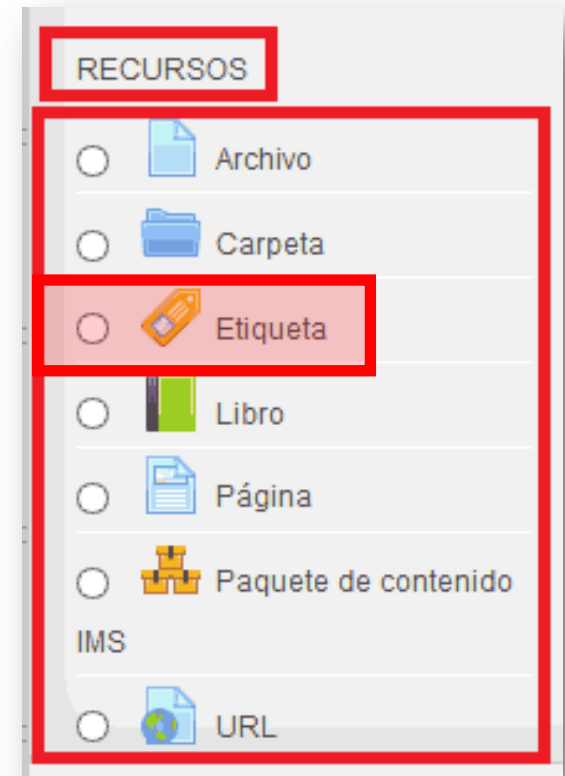 RECURSOS
Archivo
Carpeta
Etiqueta
Libro
Página
Paquete de contenido
IMS
URL